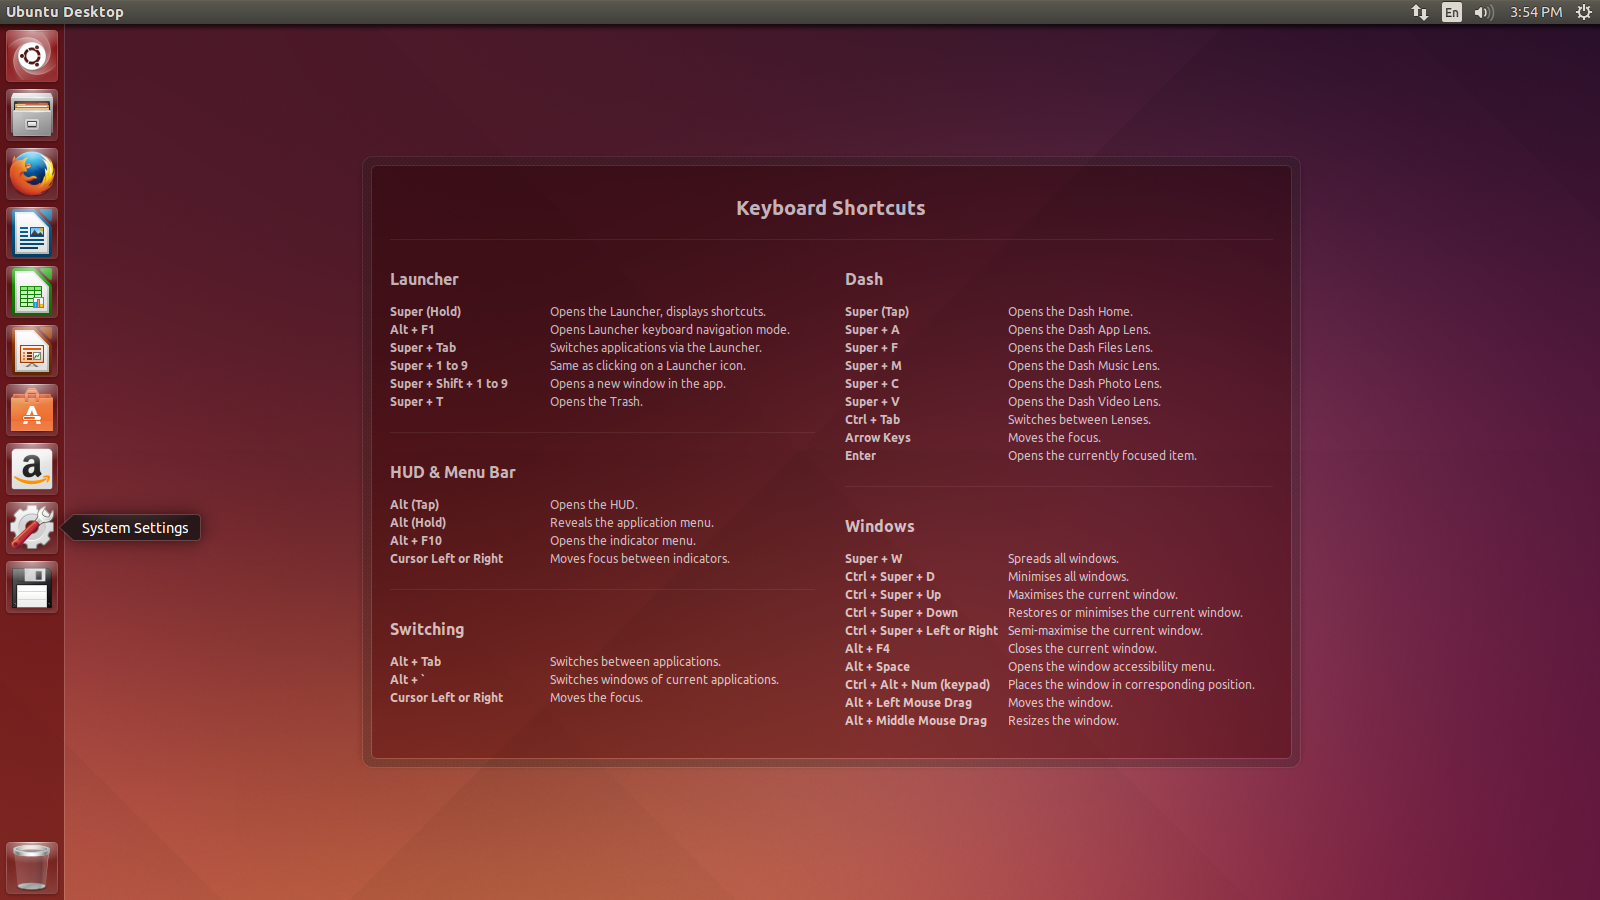 Ubuntu Desktop
En
3:54 PM
Keyboard Shortcuts
Launcher
Super (Hold) Opens the Launcher, displays shortcuts.
Alt + F1 Opens Launcher keyboard navigation mode.
Super + Tab Switches applications via the Launcher.
Super + 1 to 9 Same as clicking on a Launcher icon.
Super + Shift + 1 to 9 Opens a new window in the app.
Super + T Opens the Trash.
HUD & Menu Bar
Alt (Tap) Opens the HUD.
Alt (Hold) Reveals the application menu.
Alt + F10 Opens the indicator menu.
Cursor Left or Right Moves focus between indicators.
Switching
Alt + Tab Switches between applications.
Alt + ` Switches windows of current applications.
Cursor Left or Right Moves the focus.
Dash
Super (Tap) Opens the Dash Home.
Super + A Opens the Dash App Lens.
Super + F Opens the Dash Files Lens.
Super + M Opens the Dash Music Lens.
Super + C Opens the Dash Photo Lens.
Super + V Opens the Dash Video Lens.
Ctrl + Tab Switches between Lenses.
Arrow Keys Moves the focus.
Enter Opens the currently focused item.
Windows
Super + W Spreads all windows.
Ctrl + Super + D Minimises all windows.
Ctrl + Super + Up Maximises the current window.
Ctrl + Super + Down Restores or minimises the current window.
Ctrl + Super + Left or Right Semi-maximise the current window.
Alt + F4 Closes the current window.
Alt + Space Opens the window accessibility menu.
Ctrl + Alt + Num (keypad) Places the window in corresponding position.
Alt + Left Mouse Drag Moves the window.
Alt + Middle Mouse Drag Resizes the window.
a
System Settings